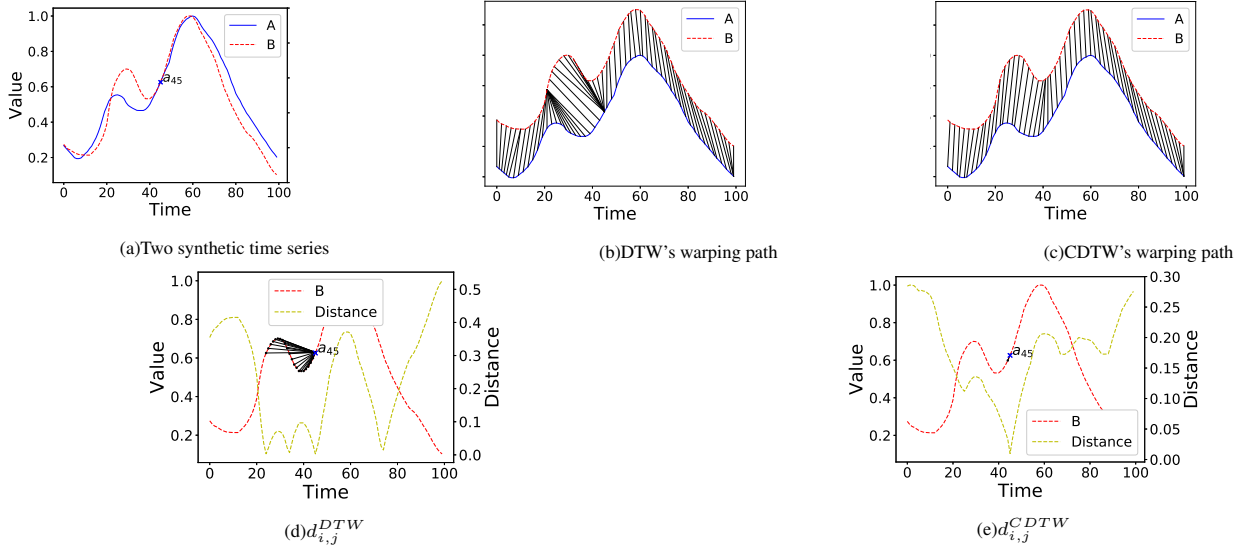 A
B
a45
Value
1.0
0.8
0.6
0.4
0.2
0 20 40 60 80 100
Time
(a)Two synthetic time series
A
B
0 20 40 60 80 100
Time
(b)DTW's warping path
A
B
0 20 40 60 80 100
Time
(c)CDTW's warping path
B
Distance
a45
Value
1.0
0.8
0.6
0.4
0.2
0.5
0.4
0.3
0.2
0.1
0.0
Distance
0 20 40 60 80 100
Time
(d)d_{i,j}^{DTW}
a45
B
Distance
Value
1.0
0.8
0.6
0.4
0.2
0.30
0.25
0.20
0.15
0.10
0.05
0.00
Distance
0 20 40 60 80 100
Time
(e)d_{i,j}^{CDTW}